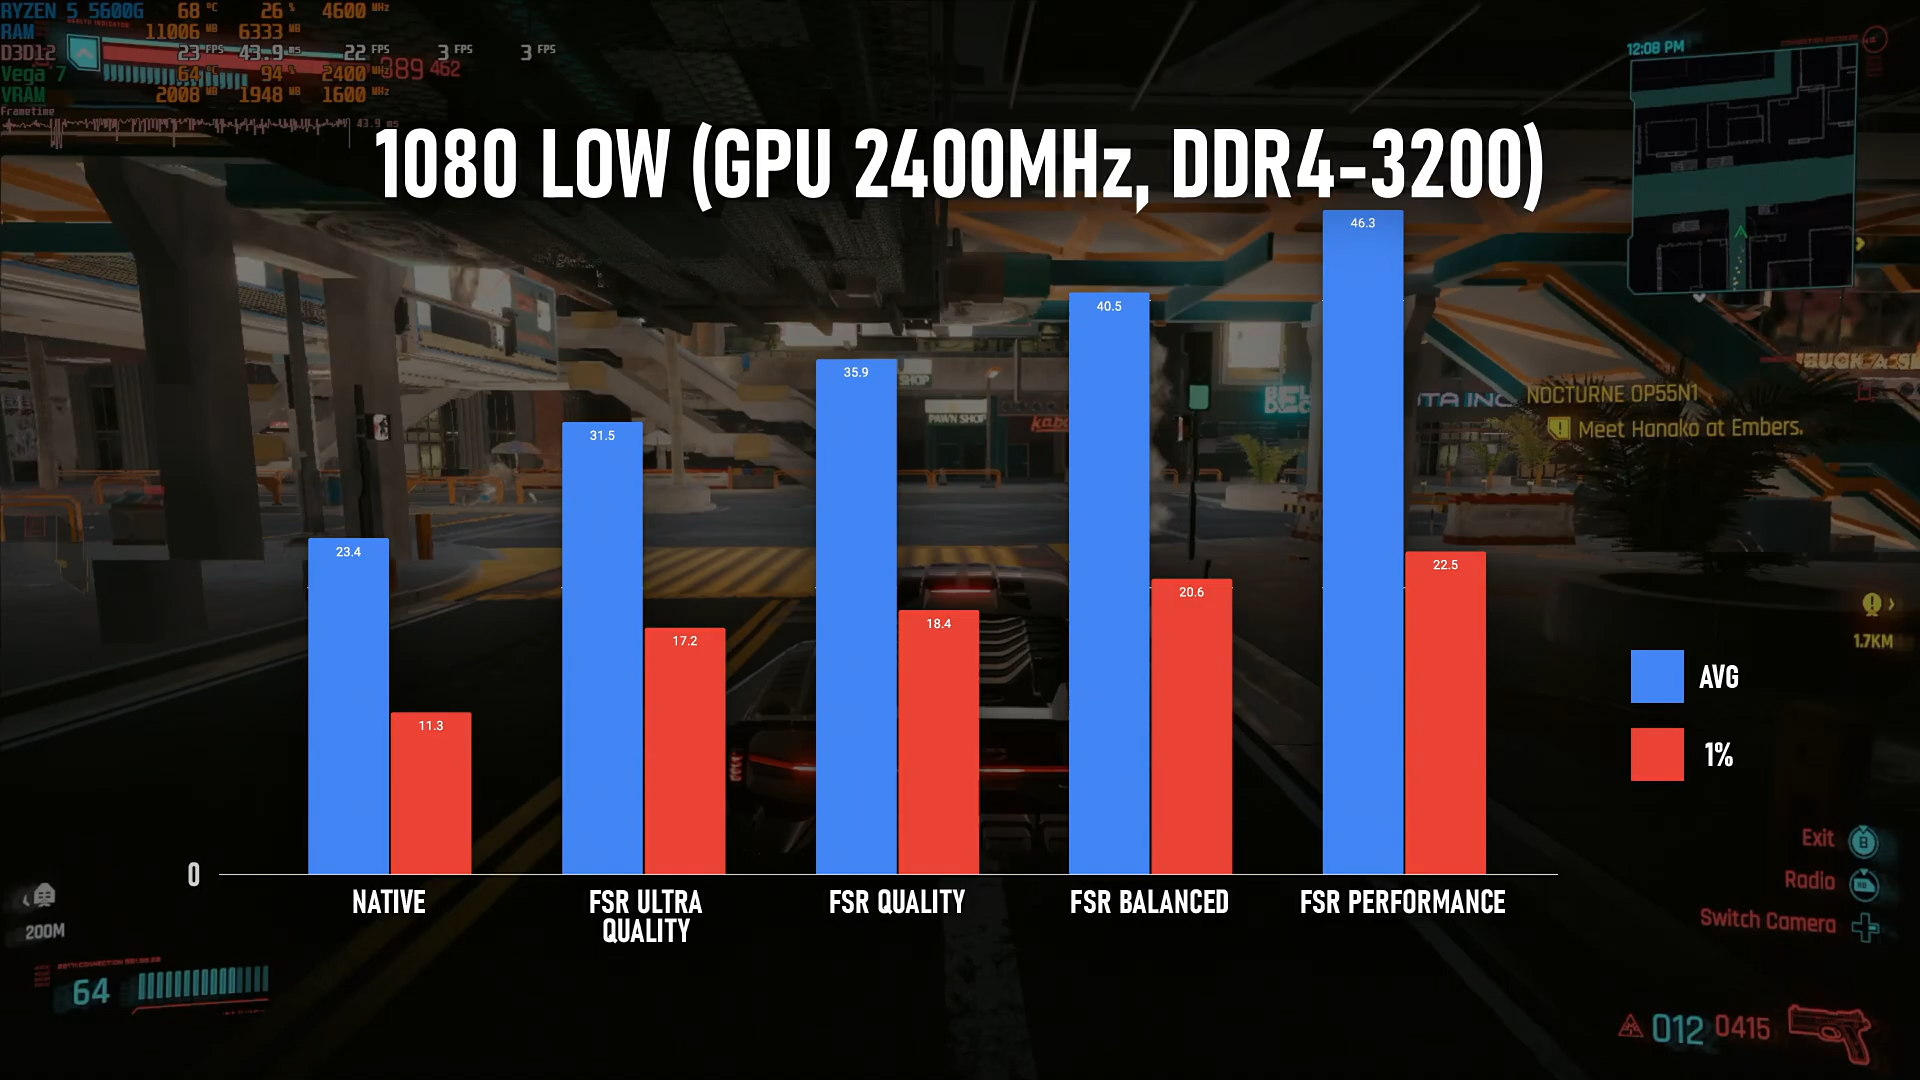 RYZEN 5 5600G 68 °C 26 % 4600 MHz
RAM 11006 MB 6333 MB
D3D12 23 FPS 43.9 ms 22 FPS 3 FPS 3 FPS
Vega 7 64 °C 94 % 2400 MHz
VRAM 2008 MB 1948 MB 1600 MHz
Frametime
43.9 ms
389 462
12:08 PM
1080 LOW (GPU 2400MHz, DDR4-3200)
46.3
40.5
35.9
31.5
23.4
22.5
20.6
18.4
17.2
11.3
SHOP
PAWN SHOP
NOCTURNE OP55N1
Meet Hanako at Embers.
1.7KM
AVG
1%
0
NATIVE
FSR ULTRA
QUALITY
FSR QUALITY
FSR BALANCED
FSR PERFORMANCE
Exit B
Radio
Switch Camera
200M
64
012 0415